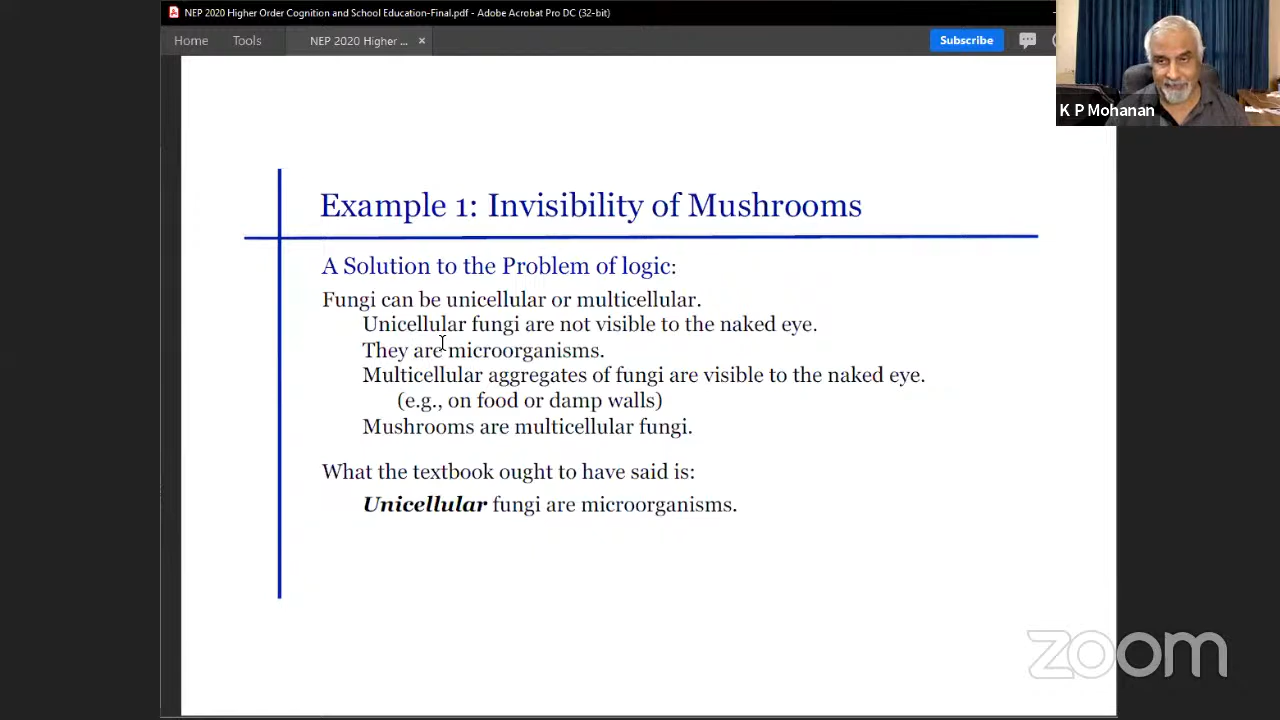 NEP 2020 Higher Order Cognition and School Education-Final.pdf - Adobe Acrobat Pro DC (32-bit)
Home
Tools
NEP 2020 Higher ...
Subscribe
K P Mohanan
Example 1: Invisibility of Mushrooms
A Solution to the Problem of logic:
Fungi can be unicellular or multicellular.
Unicellular fungi are not visible to the naked eye.
They are microorganisms.
Multicellular aggregates of fungi are visible to the naked eye.
(e.g., on food or damp walls)
Mushrooms are multicellular fungi.
What the textbook ought to have said is:
Unicellular fungi are microorganisms.
zoom